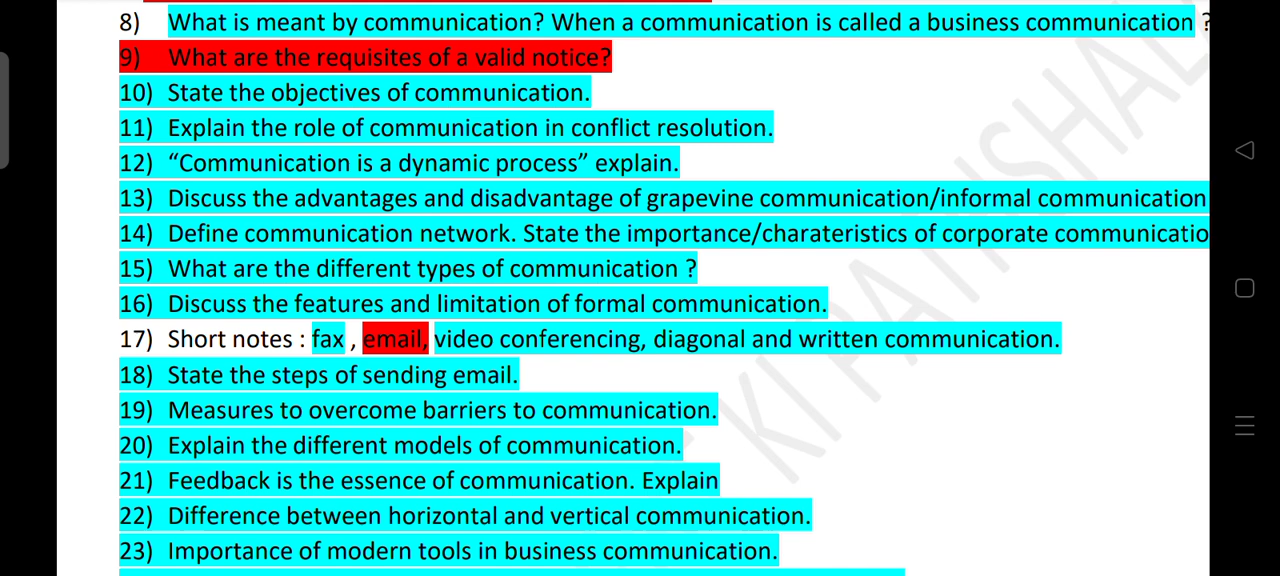 8) What is meant by communication? When a communication is called a business communication ?
9) What are the requisites of a valid notice?
10) State the objectives of communication.
11) Explain the role of communication in conflict resolution.
12) “Communication is a dynamic process” explain.
13) Discuss the advantages and disadvantage of grapevine communication/informal communication
14) Define communication network. State the importance/charateristics of corporate communicatio
15) What are the different types of communication ?
16) Discuss the features and limitation of formal communication.
17) Short notes : fax , email, video conferencing, diagonal and written communication.
18) State the steps of sending email.
19) Measures to overcome barriers to communication.
20) Explain the different models of communication.
21) Feedback is the essence of communication. Explain
22) Difference between horizontal and vertical communication.
23) Importance of modern tools in business communication.
KI PATHSHAL